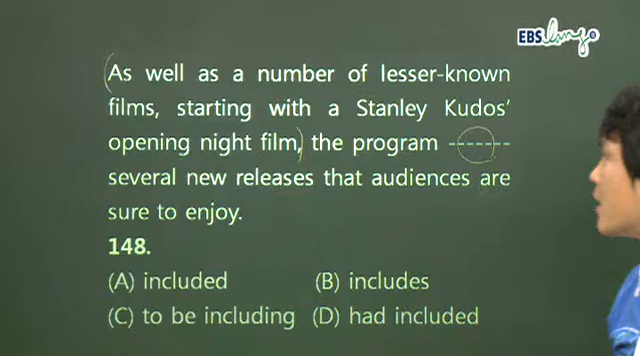 EBS lang e
As well as a number of lesser-known
films, starting with a Stanley Kudos'
opening night film, the program -------
several new releases that audiences are
sure to enjoy.
148.
(A) included (B) includes
(C) to be including (D) had included